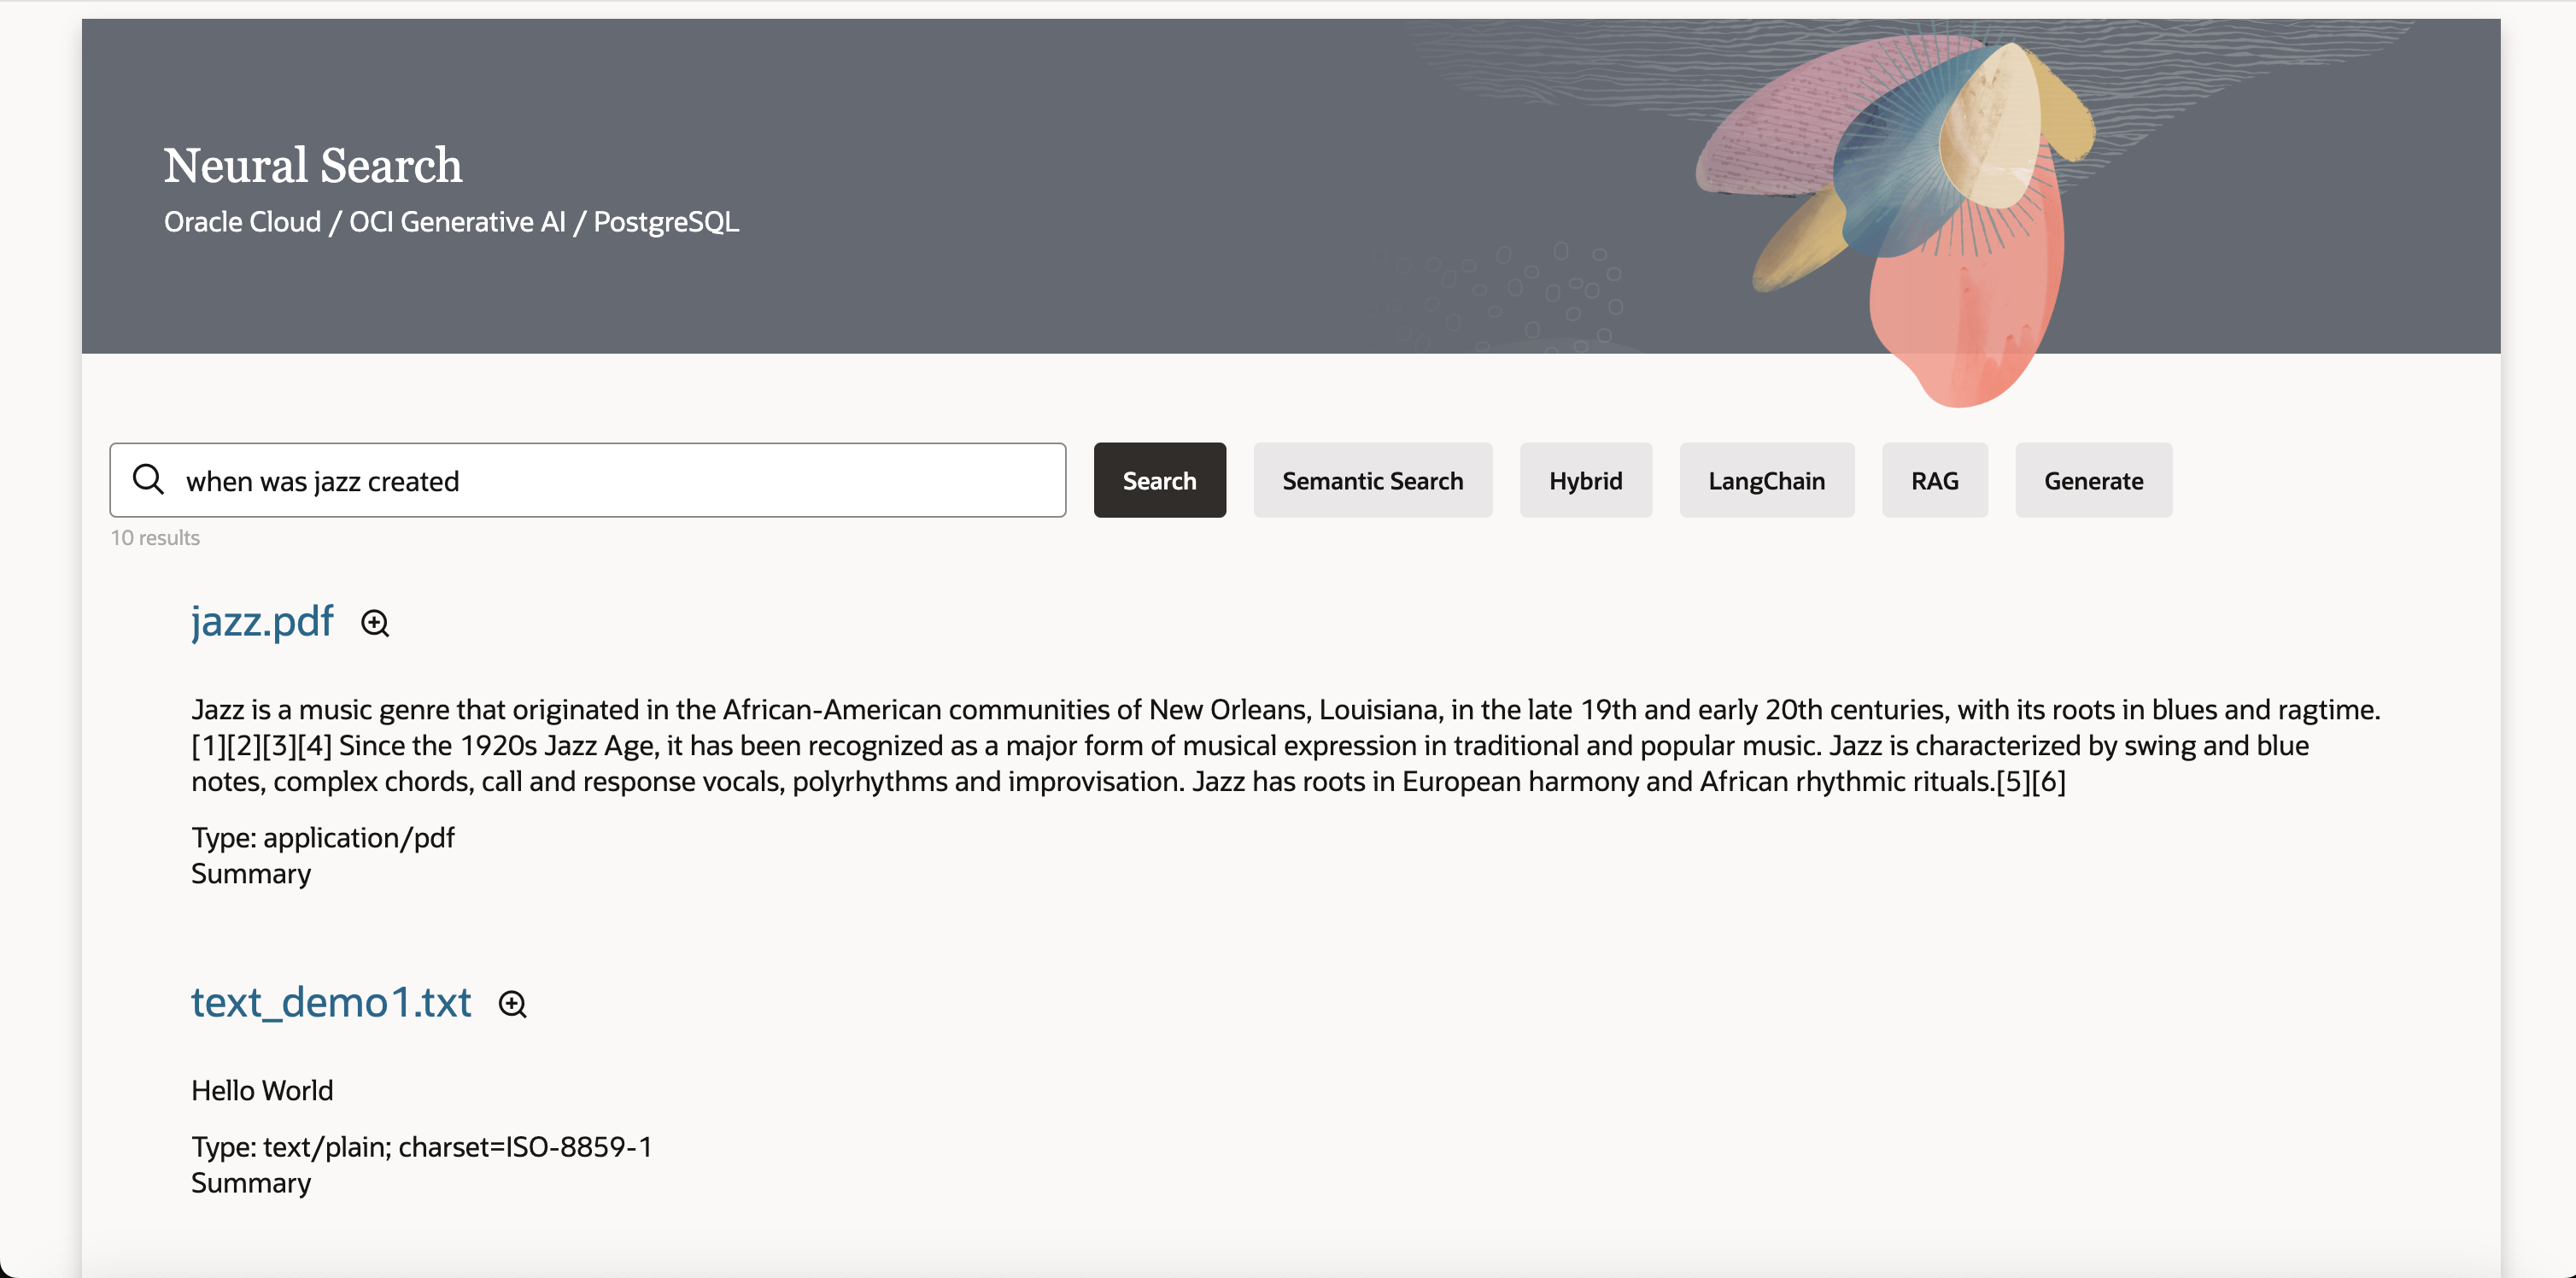 Neural Search
Oracle Cloud / OCI Generative AI / PostgreSQL
when was jazz created
Search
Semantic Search
Hybrid
LangChain
RAG
Generate
10 results
jazz.pdf
Jazz is a music genre that originated in the African-American communities of New Orleans, Louisiana, in the late 19th and early 20th centuries, with its roots in blues and ragtime.
[1][2][3][4] Since the 1920s Jazz Age, it has been recognized as a major form of musical expression in traditional and popular music. Jazz is characterized by swing and blue
notes, complex chords, call and response vocals, polyrhythms and improvisation. Jazz has roots in European harmony and African rhythmic rituals.[5][6]
Type: application/pdf
Summary
text_demo1.txt
Hello World
Type: text/plain; charset=ISO-8859-1
Summary